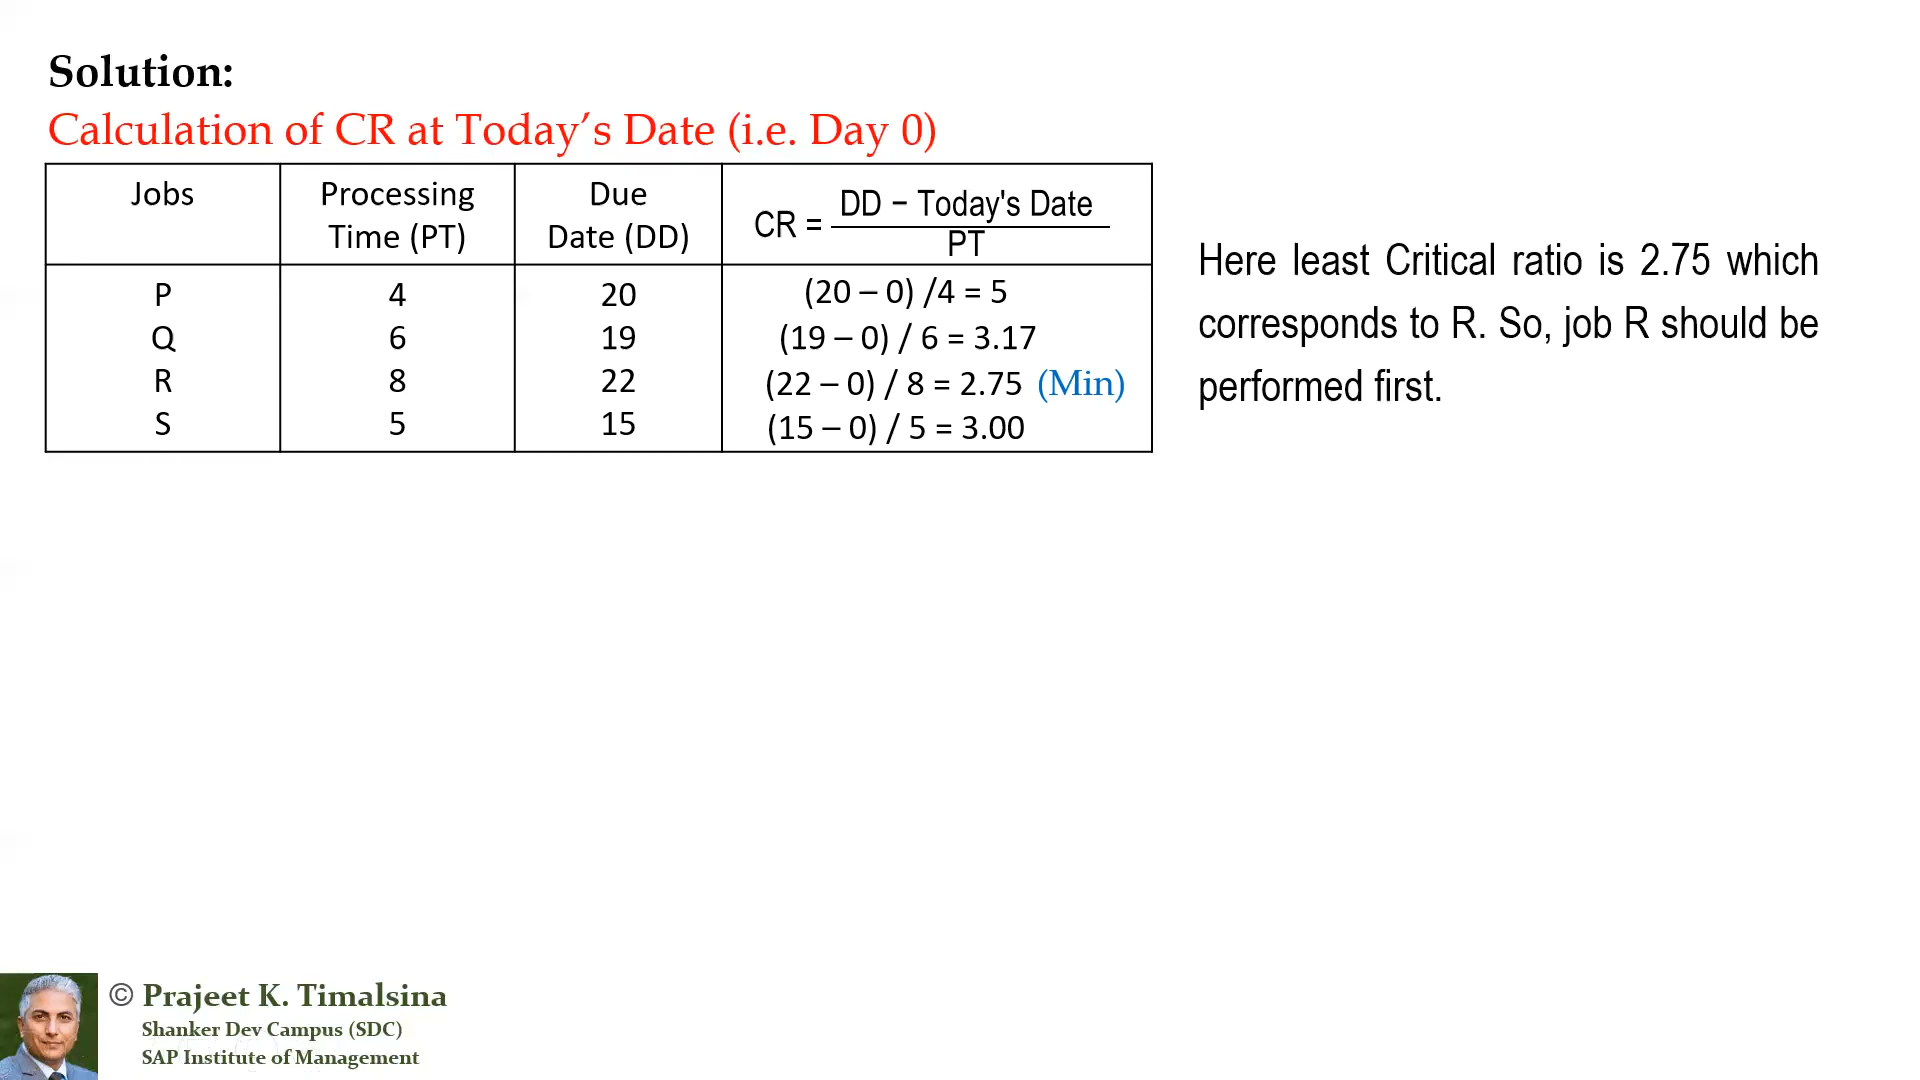 Solution:
Calculation of CR at Today’s Date (i.e. Day 0)
Jobs Processing Time (PT) Due Date (DD) CR = DD − Today's Date / PT
P 4 20 (20 – 0) /4 = 5
Q 6 19 (19 – 0) / 6 = 3.17
R 8 22 (22 – 0) / 8 = 2.75 (Min)
S 5 15 (15 – 0) / 5 = 3.00
Here least Critical ratio is 2.75 which
corresponds to R. So, job R should be
performed first.
© Prajeet K. Timalsina
Shanker Dev Campus (SDC)
SAP Institute of Management